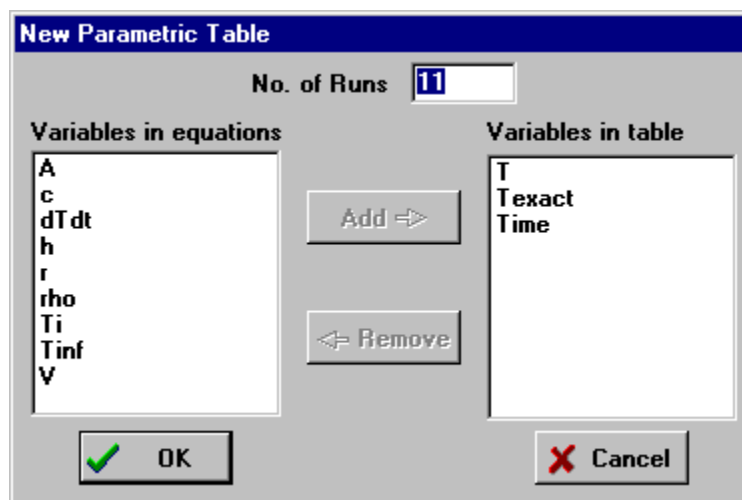 New Parametric Table
No. of Runs 11
Variables in equations
A
c
dTdt
h
r
rho
Ti
Tinf
V
Add
Remove
Variables in table
T
Texact
Time
OK
Cancel